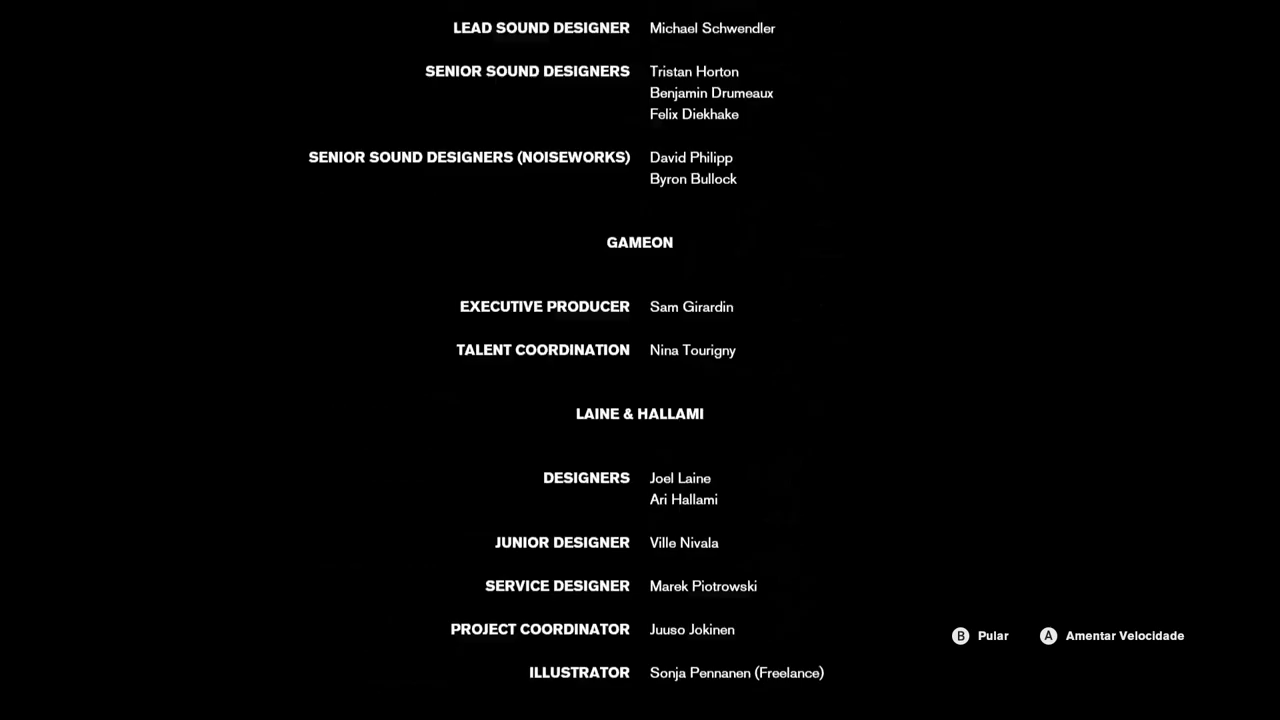 LEAD SOUND DESIGNER Michael Schwendler
SENIOR SOUND DESIGNERS Tristan Horton
Benjamin Drumeaux
Felix Diekhake
SENIOR SOUND DESIGNERS (NOISEWORKS) David Philipp
Byron Bullock
GAMEON
EXECUTIVE PRODUCER Sam Girardin
TALENT COORDINATION Nina Tourigny
LAINE & HALLAMI
DESIGNERS Joel Laine
Ari Hallami
JUNIOR DESIGNER Ville Nivala
SERVICE DESIGNER Marek Piotrowski
PROJECT COORDINATOR Juuso Jokinen
B Pular A Amentar Velocidade
ILLUSTRATOR Sonja Pennanen (Freelance)